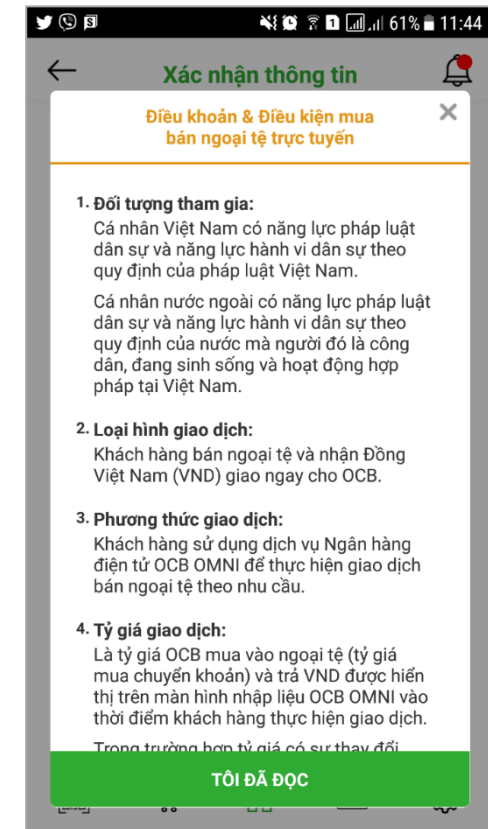 61% 11:44
Xác nhận thông tin
Điều khoản & Điều kiện mua
bán ngoại tệ trực tuyến
1. Đối tượng tham gia:
Cá nhân Việt Nam có năng lực pháp luật
dân sự và năng lực hành vi dân sự theo
quy định của pháp luật Việt Nam.
Cá nhân nước ngoài có năng lực pháp luật
dân sự và năng lực hành vi dân sự theo
quy định của nước mà người đó là công
dân, đang sinh sống và hoạt động hợp
pháp tại Việt Nam.
2. Loại hình giao dịch:
Khách hàng bán ngoại tệ và nhận Đồng
Việt Nam (VND) giao ngay cho OCB.
3. Phương thức giao dịch:
Khách hàng sử dụng dịch vụ Ngân hàng
điện tử OCB OMNI để thực hiện giao dịch
bán ngoại tệ theo nhu cầu.
4. Tỷ giá giao dịch:
Là tỷ giá OCB mua vào ngoại tệ (tỷ giá
mua chuyển khoản) và trả VND được hiển
thị trên màn hình nhập liệu OCB OMNI vào
thời điểm khách hàng thực hiện giao dịch.
Trong trường hợp tỷ giá có sự thay đổi
TÔI ĐÃ ĐỌC